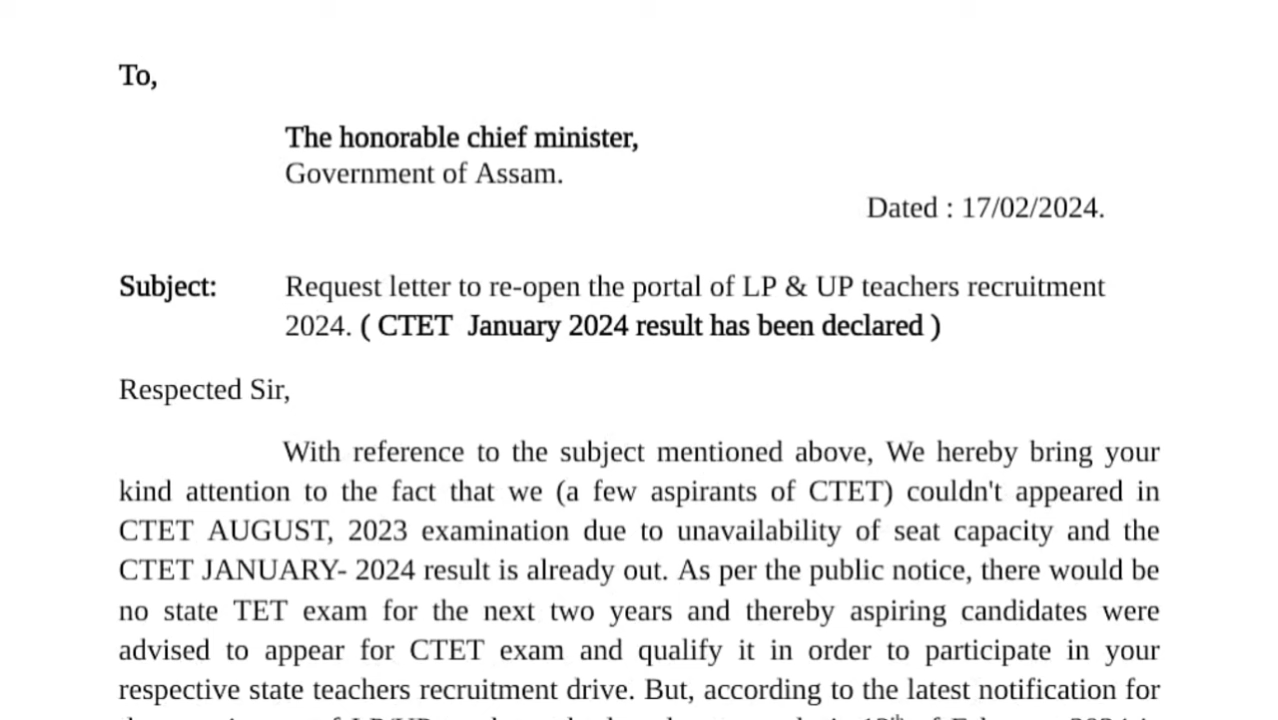 To,
The honorable chief minister,
Government of Assam.
Dated : 17/02/2024.
Subject: Request letter to re-open the portal of LP & UP teachers recruitment
2024. ( CTET January 2024 result has been declared )
Respected Sir,
With reference to the subject mentioned above, We hereby bring your
kind attention to the fact that we (a few aspirants of CTET) couldn't appeared in
CTET AUGUST, 2023 examination due to unavailability of seat capacity and the
CTET JANUARY- 2024 result is already out. As per the public notice, there would be
no state TET exam for the next two years and thereby aspiring candidates were
advised to appear for CTET exam and qualify it in order to participate in your
respective state teachers recruitment drive. But, according to the latest notification for